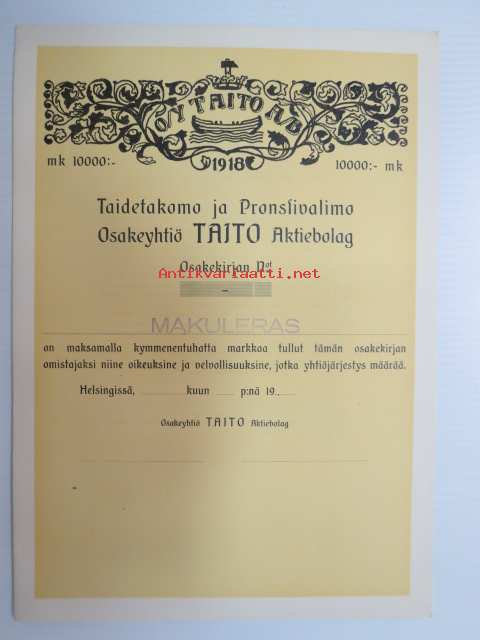 O/Y TAITO A/B
1918
mk 10000:- 10000:- mk
Taidetakomo ja Pronssivalimo
Osakeyhtiö TAITO Aktiebolag
Osakekirjan N:ot
Antikvariaatti.net
-
MAKULERAS
on maksamalla kymmenentuhatta markkaa tullut tämän osakekirjan
omistajaksi niine oikeuksine ja velvollisuuksine, jotka yhtiöjärjestys määrää.
Helsingissä, kuun p:nä 19
Osakeyhtiö TAITO Aktiebolag